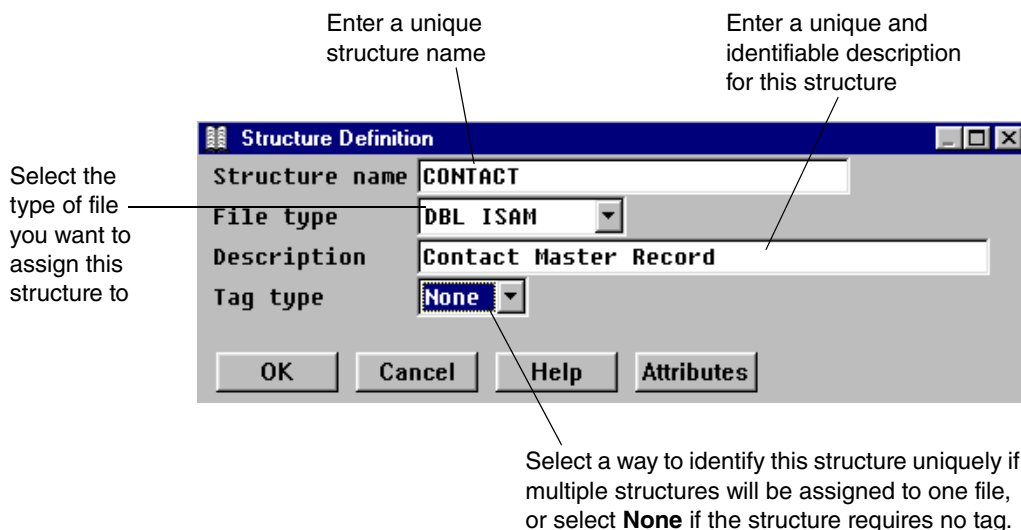 Enter a unique
structure name
Enter a unique and
identifiable description
for this structure
Select the
type of file
you want to
assign this
structure to
Structure Definition
Structure name CONTACT
File type DBL ISAM
Description Contact Master Record
Tag type None
OK Cancel Help Attributes
Select a way to identify this structure uniquely if
multiple structures will be assigned to one file,
or select None if the structure requires no tag.